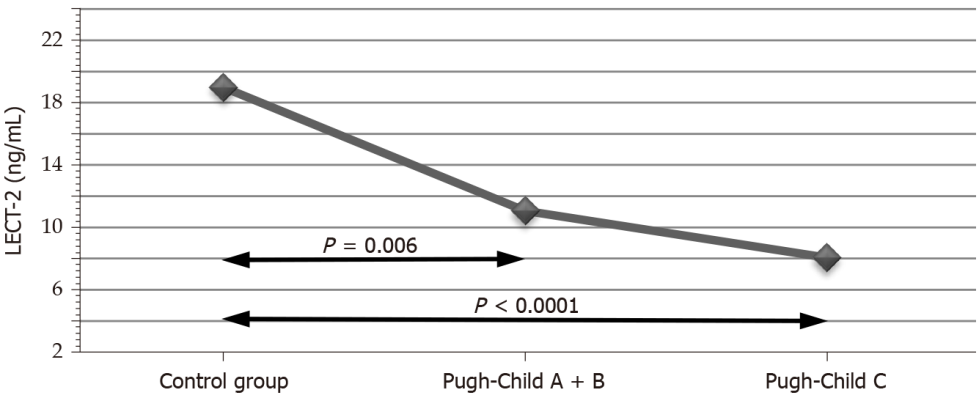 LECT-2 (ng/mL)
22
18
14
10
6
2
P = 0.006
P < 0.0001
Control group
Pugh-Child A + B
Pugh-Child C